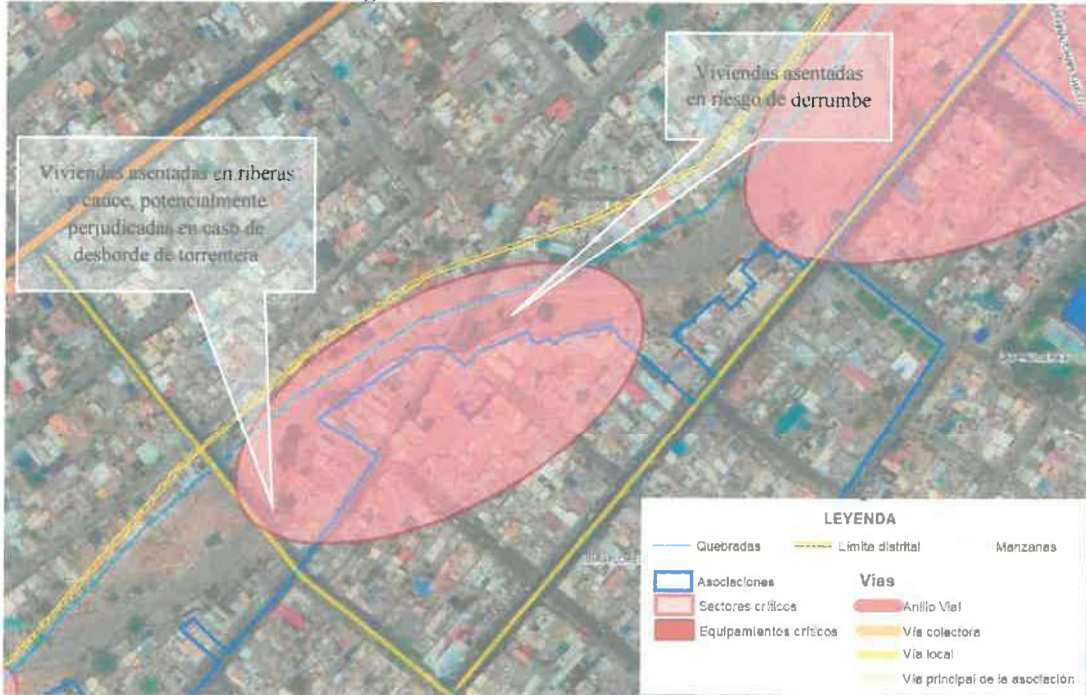 Viviendas asentadas
en riesgo de derrumbe
Viviendas asentadas en riberas
y cauce, potencialmente
perjudicadas en caso de
desborde de torrentera
LEYENDA
Quebradas
Límite distrital
Manzanas
Asociaciones
Sectores críticos
Equipamientos críticos
Vías
Anillo Vial
Vía colectora
Vía local
Vía principal de la asociación